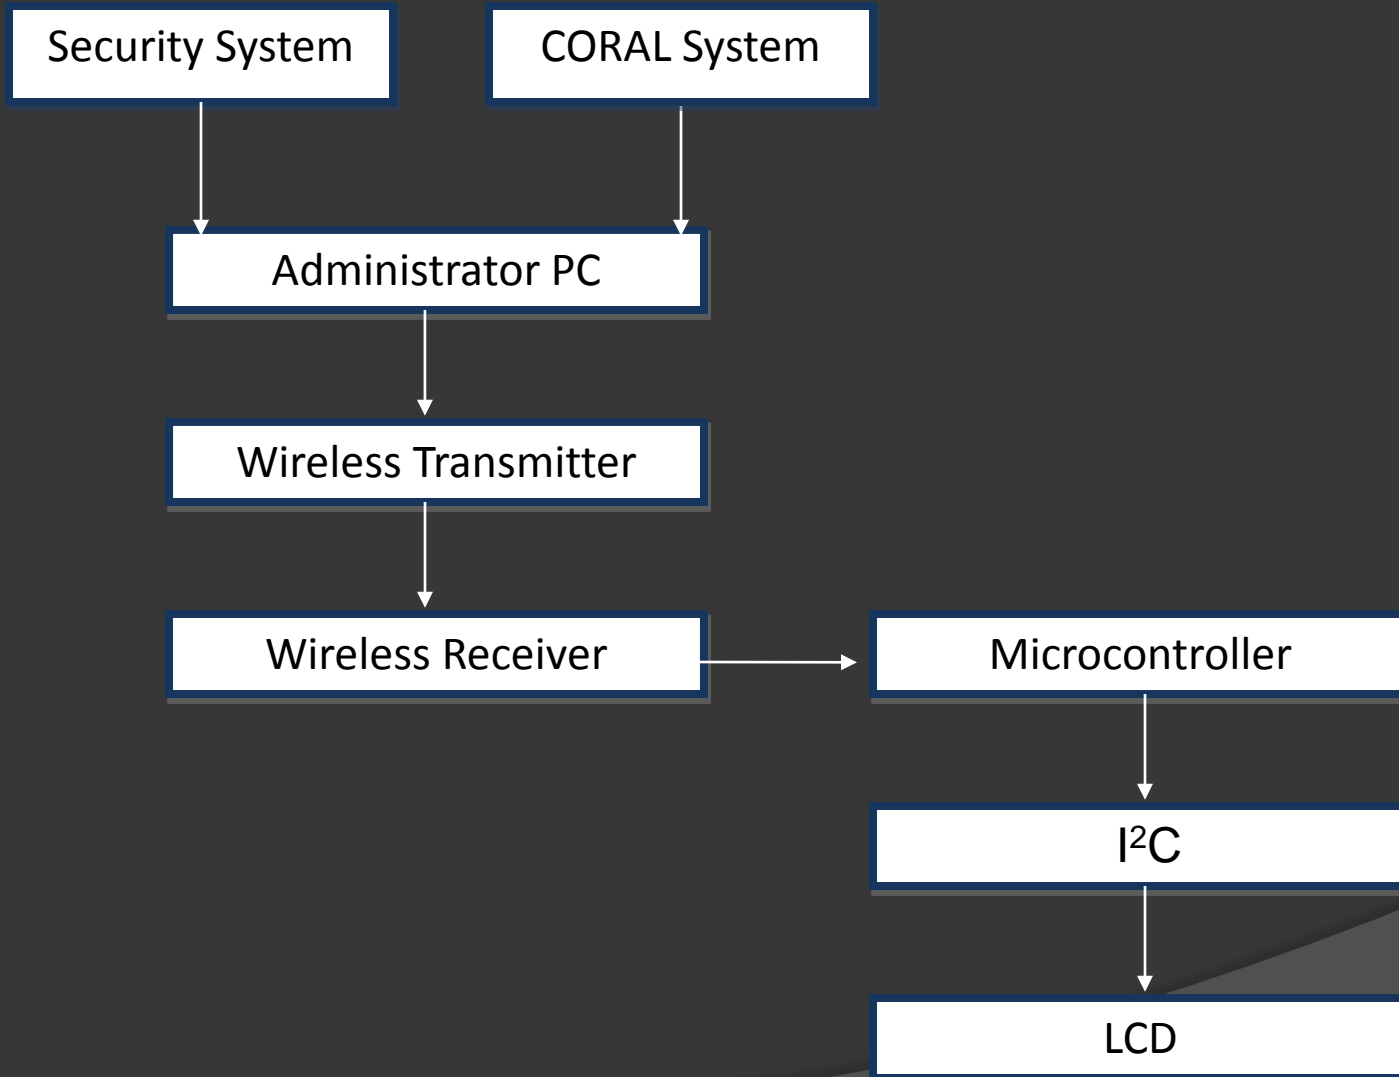 Security System
CORAL System
Administrator PC
Wireless Transmitter
Wireless Receiver
Microcontroller
I²C
LCD